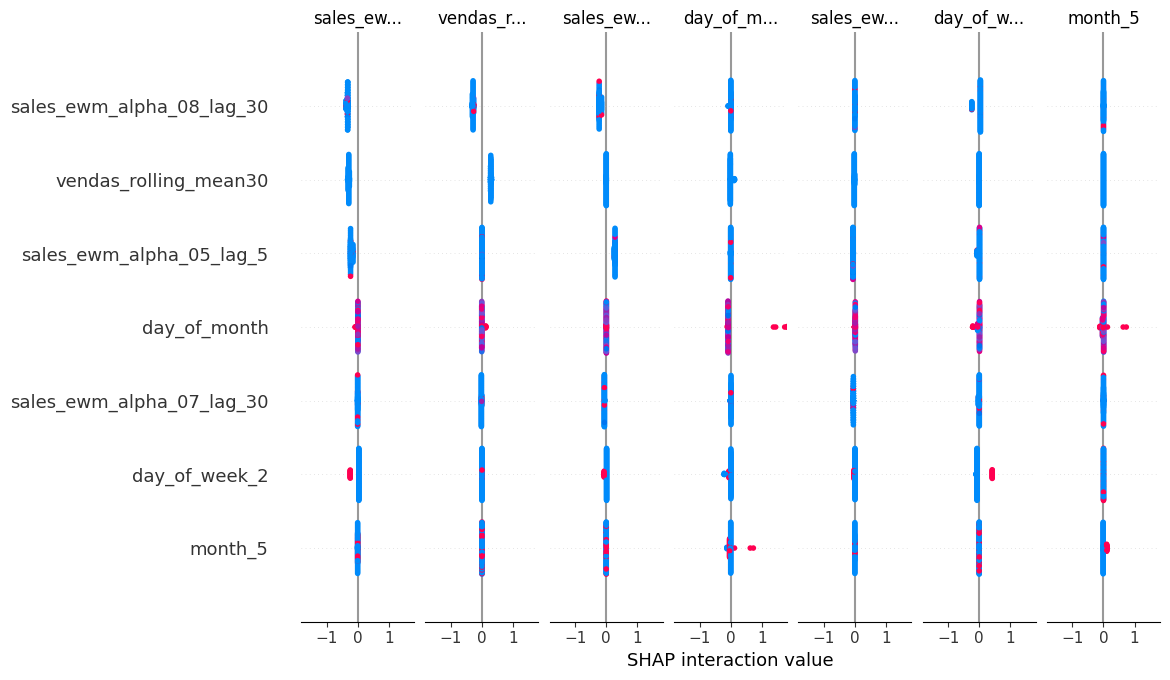 sales_ew... vendas_r... sales_ew... day_of_m... sales_ew... day_of_w... month_5
sales_ewm_alpha_08_lag_30
vendas_rolling_mean30
sales_ewm_alpha_05_lag_5
day_of_month
sales_ewm_alpha_07_lag_30
day_of_week_2
month_5
−1 0 1 −1 0 1 −1 0 1 −1 0 1 −1 0 1 −1 0 1 −1 0 1
SHAP interaction value